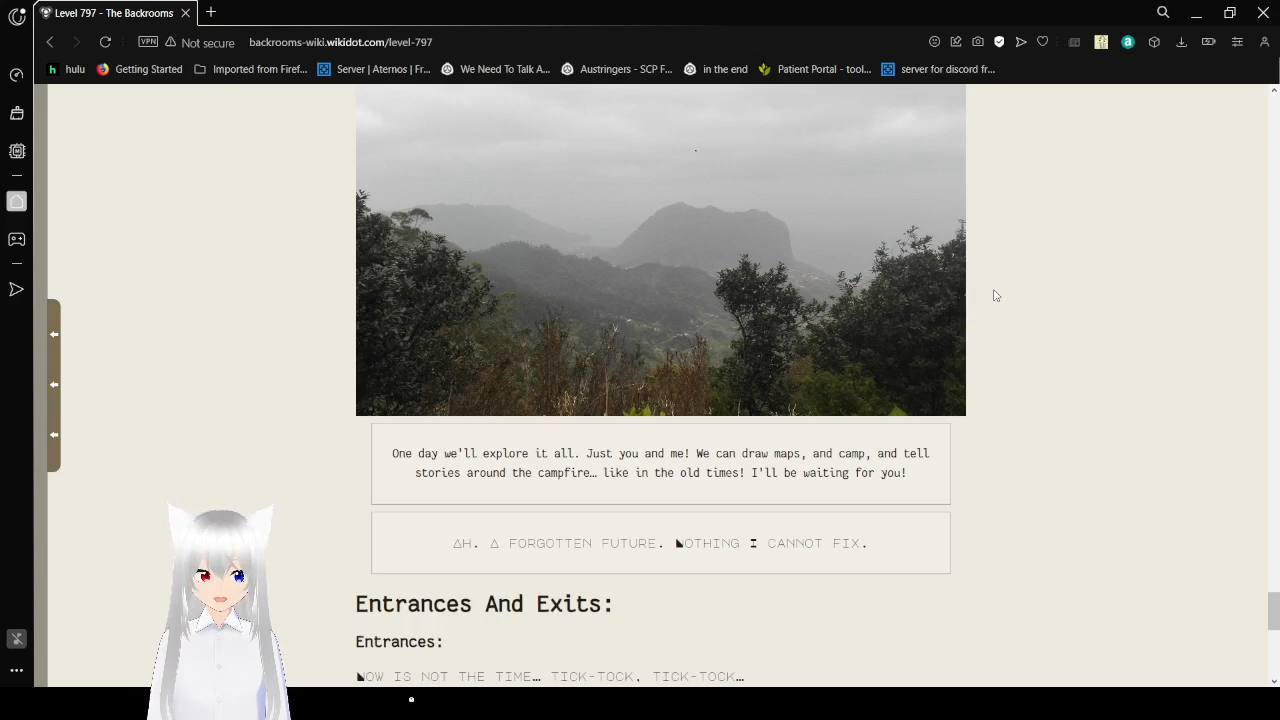 Level 797 - The Backrooms
VPN
Not secure
backrooms-wiki.wikidot.com/level-797
hulu
Getting Started
Imported from Firef...
Server | Aternos | Fr...
We Need To Talk A...
Austringers - SCP F...
in the end
Patient Portal - tool...
server for discord fr...
One day we'll explore it all. Just you and me! We can draw maps, and camp, and tell
stories around the campfire… like in the old times! I'll be waiting for you!
AH. A FORGOTTEN FUTURE. NOTHING I CANNOT FIX.
Entrances And Exits:
Entrances:
NOW IS NOT THE TIME… TICK-TOCK, TICK-TOCK…